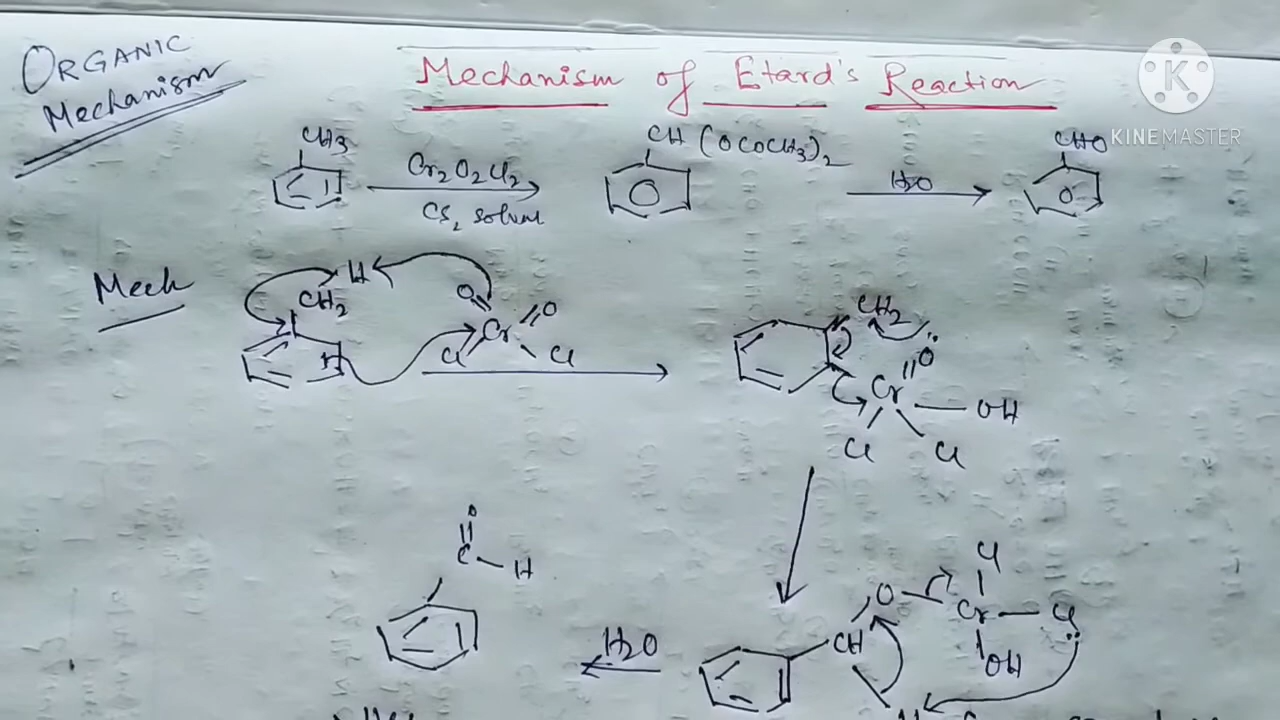 ORGANIC
Mechanism
Mechanism of Etard's Reaction
KINEMASTER
CH3
Cr2O2Cl2
CS2 solvent
CH (OCOCH3)2
H2O
CHO
Mech
H
CH2
O
O
Cr
Cl
Cl
H
CH2
O
Cr
OH
Cl
Cl
O
C
H
Cl
O
Cr
Cl
CH
OH
H2O